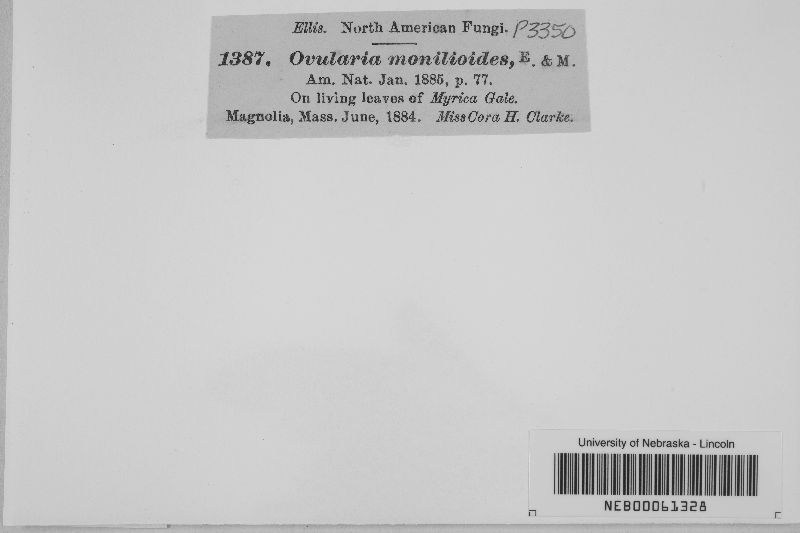 Ellis. North American Fungi. P3350
1387. Ovularia monilioides, E. & M.
Am. Nat. Jan. 1885, p. 77.
On living leaves of Myrica Gale.
Magnolia, Mass. June, 1884. Miss Cora H. Clarke.
University of Nebraska - Lincoln
NEB00061328